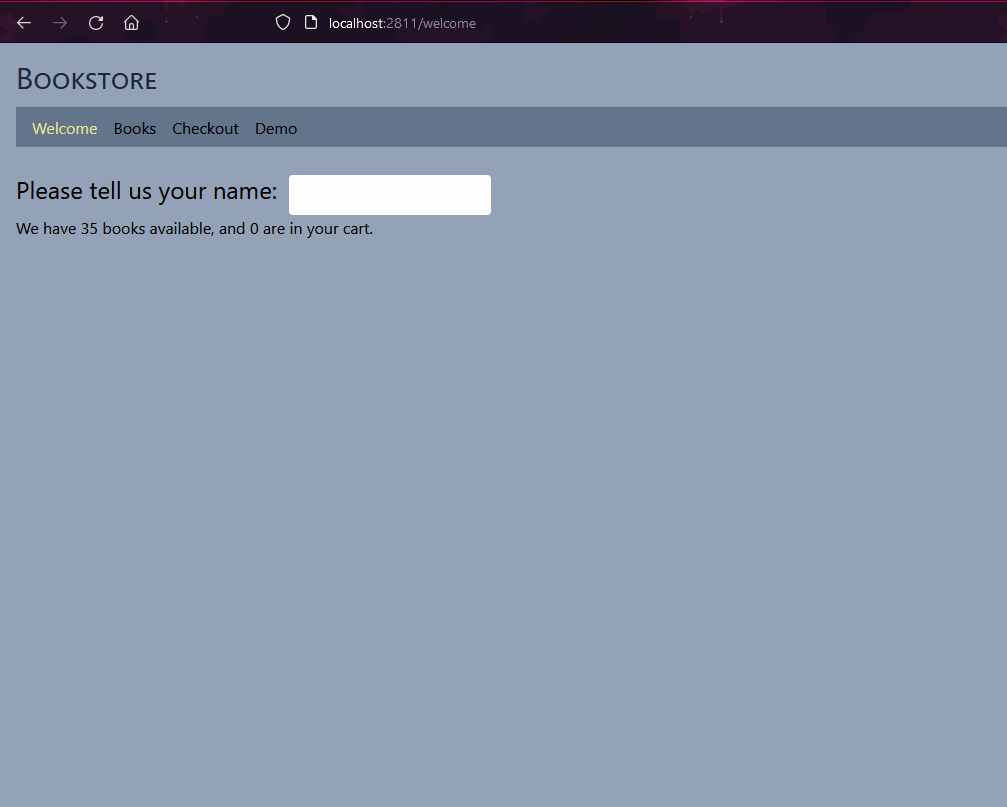 localhost:2811/welcome
Bookstore
Welcome Books Checkout Demo
Please tell us your name:
We have 35 books available, and 0 are in your cart.